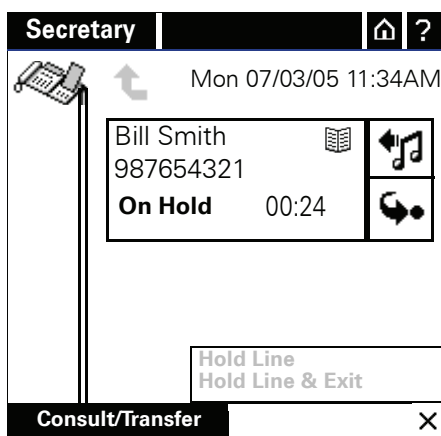 Secretary ?
Mon 07/03/05 11:34AM
Bill Smith
987654321
On Hold 00:24
Hold Line
Hold Line & Exit
Consult/Transfer